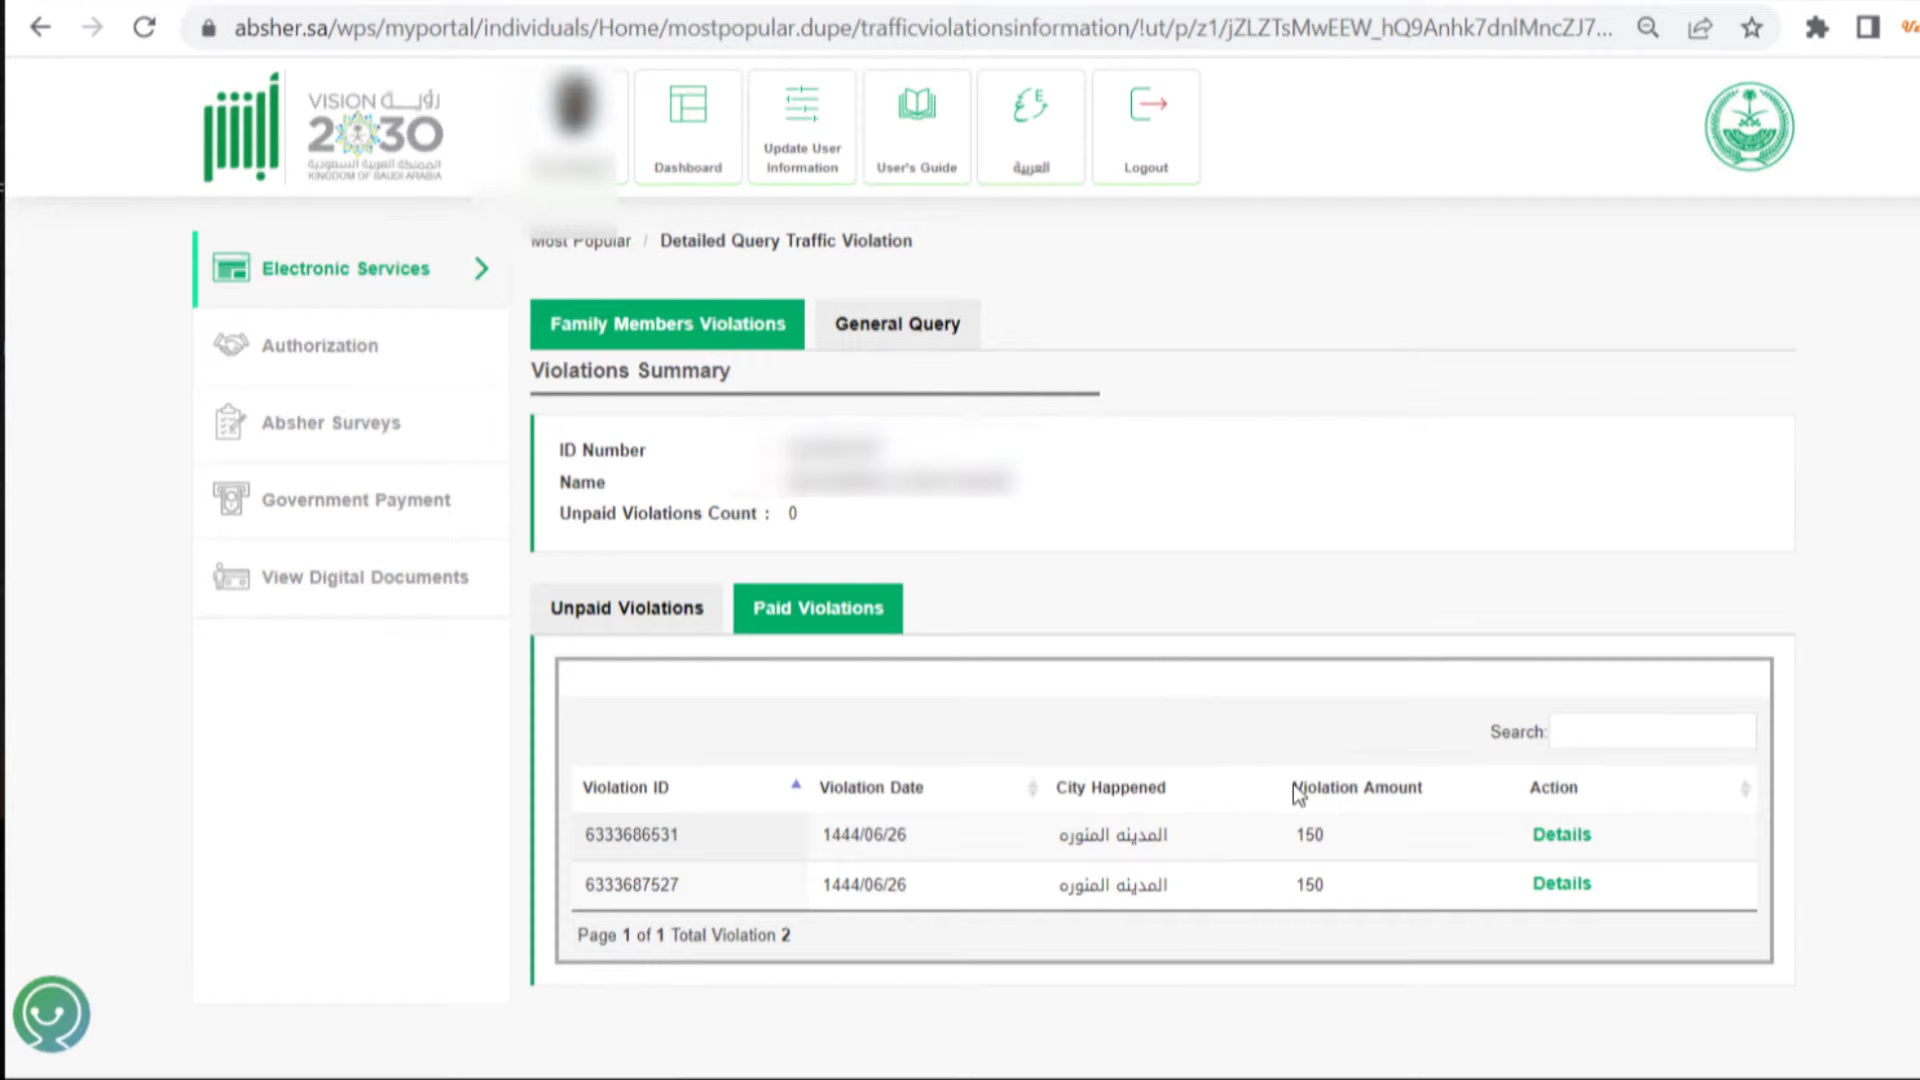 absher.sa/wps/myportal/individuals/Home/mostpopular.dupe/trafficviolationsinformation/!ut/p/z1/jZLZTsMwEEW_hQ9Anhk7dnlMncZJ7...
أبشر
VISION رؤيــة
2030
المملكة العربية السعودية
KINGDOM OF SAUDI ARABIA
Dashboard
Update User
Information
User's Guide
E ع
العربية
Logout
Most Popular / Detailed Query Traffic Violation
Electronic Services
Authorization
Absher Surveys
Government Payment
View Digital Documents
Family Members Violations
General Query
Violations Summary
ID Number
Name
Unpaid Violations Count : 0
Unpaid Violations
Paid Violations
Search:
Violation ID Violation Date City Happened Violation Amount Action
6333686531 1444/06/26 المدينه المنوره 150 Details
6333687527 1444/06/26 المدينه المنوره 150 Details
Page 1 of 1 Total Violation 2